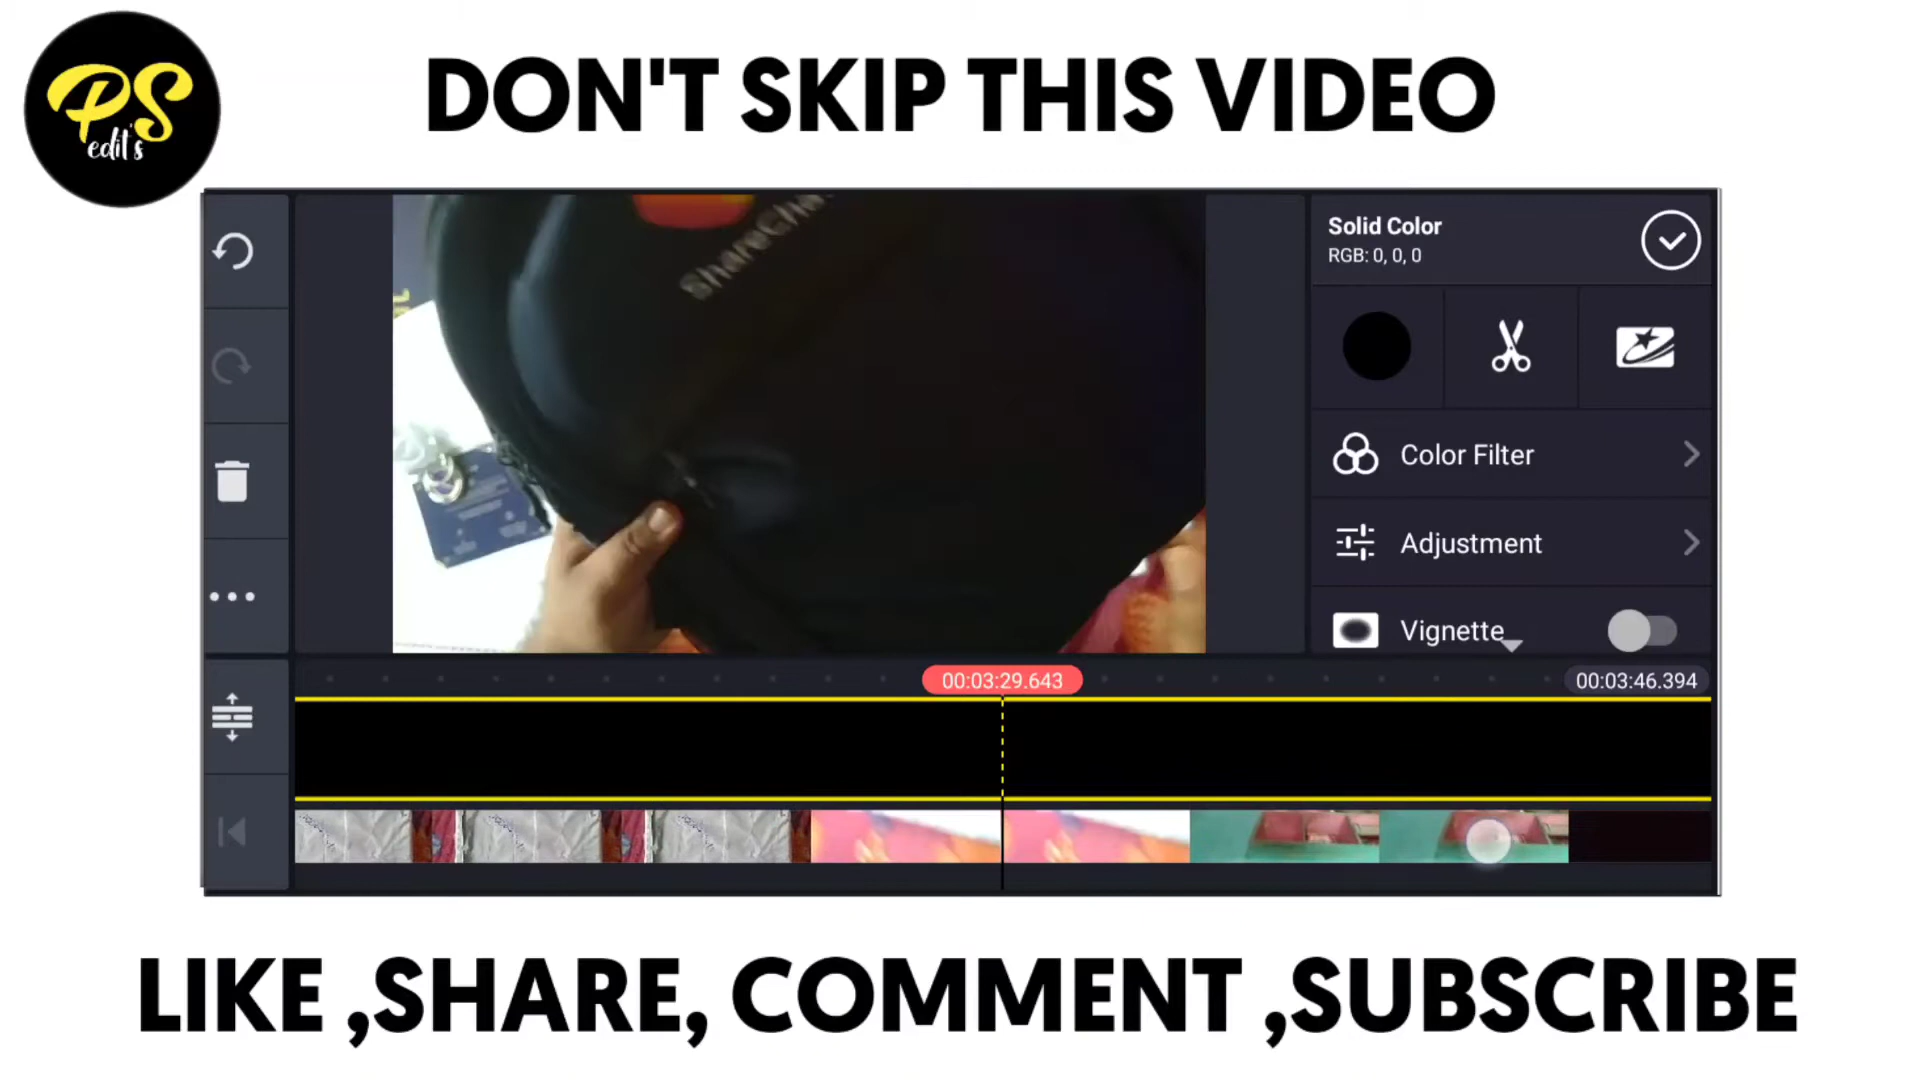 PS
edit's
DON'T SKIP THIS VIDEO
ShareCha
Solid Color
RGB: 0, 0, 0
Color Filter
Adjustment
Vignette
00:03:29.643
00:03:46.394
LIKE ,SHARE, COMMENT ,SUBSCRIBE